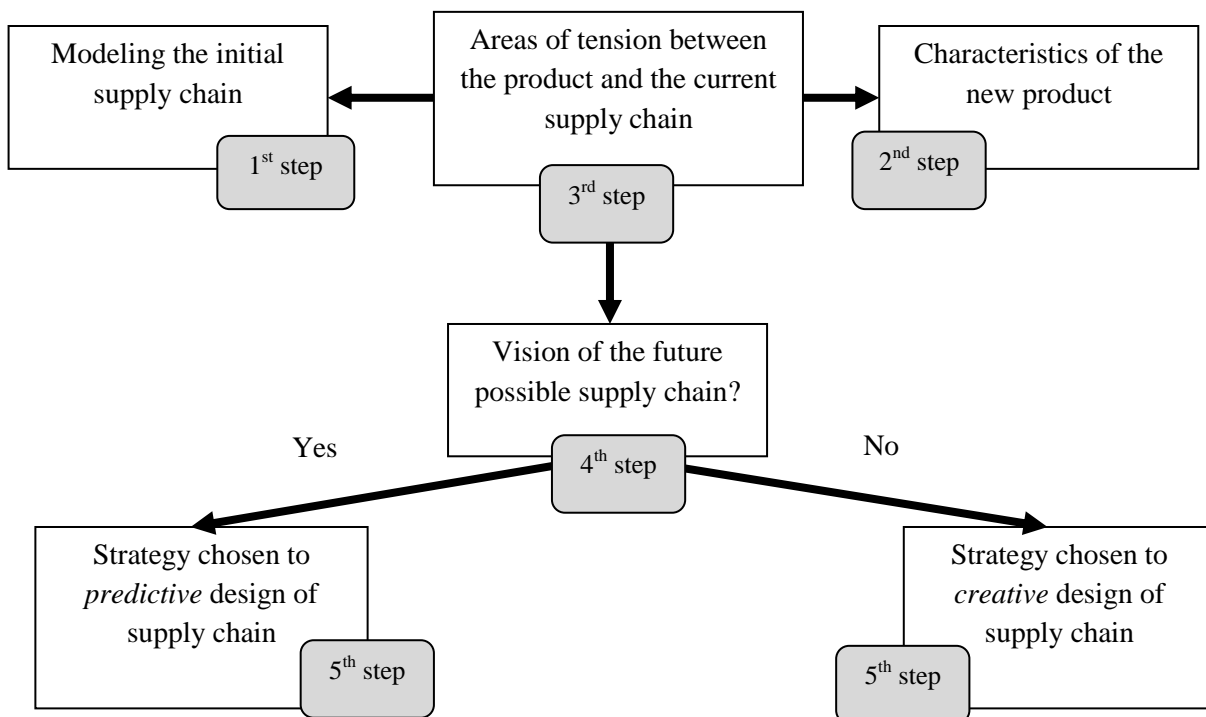 Modeling the initial
supply chain
1st step
Areas of tension between
the product and the current
supply chain
3rd step
Characteristics of the
new product
2nd step
Vision of the future
possible supply chain?
4th step
Yes
No
Strategy chosen to
predictive design of
supply chain
5th step
Strategy chosen to
creative design of
supply chain
5th step